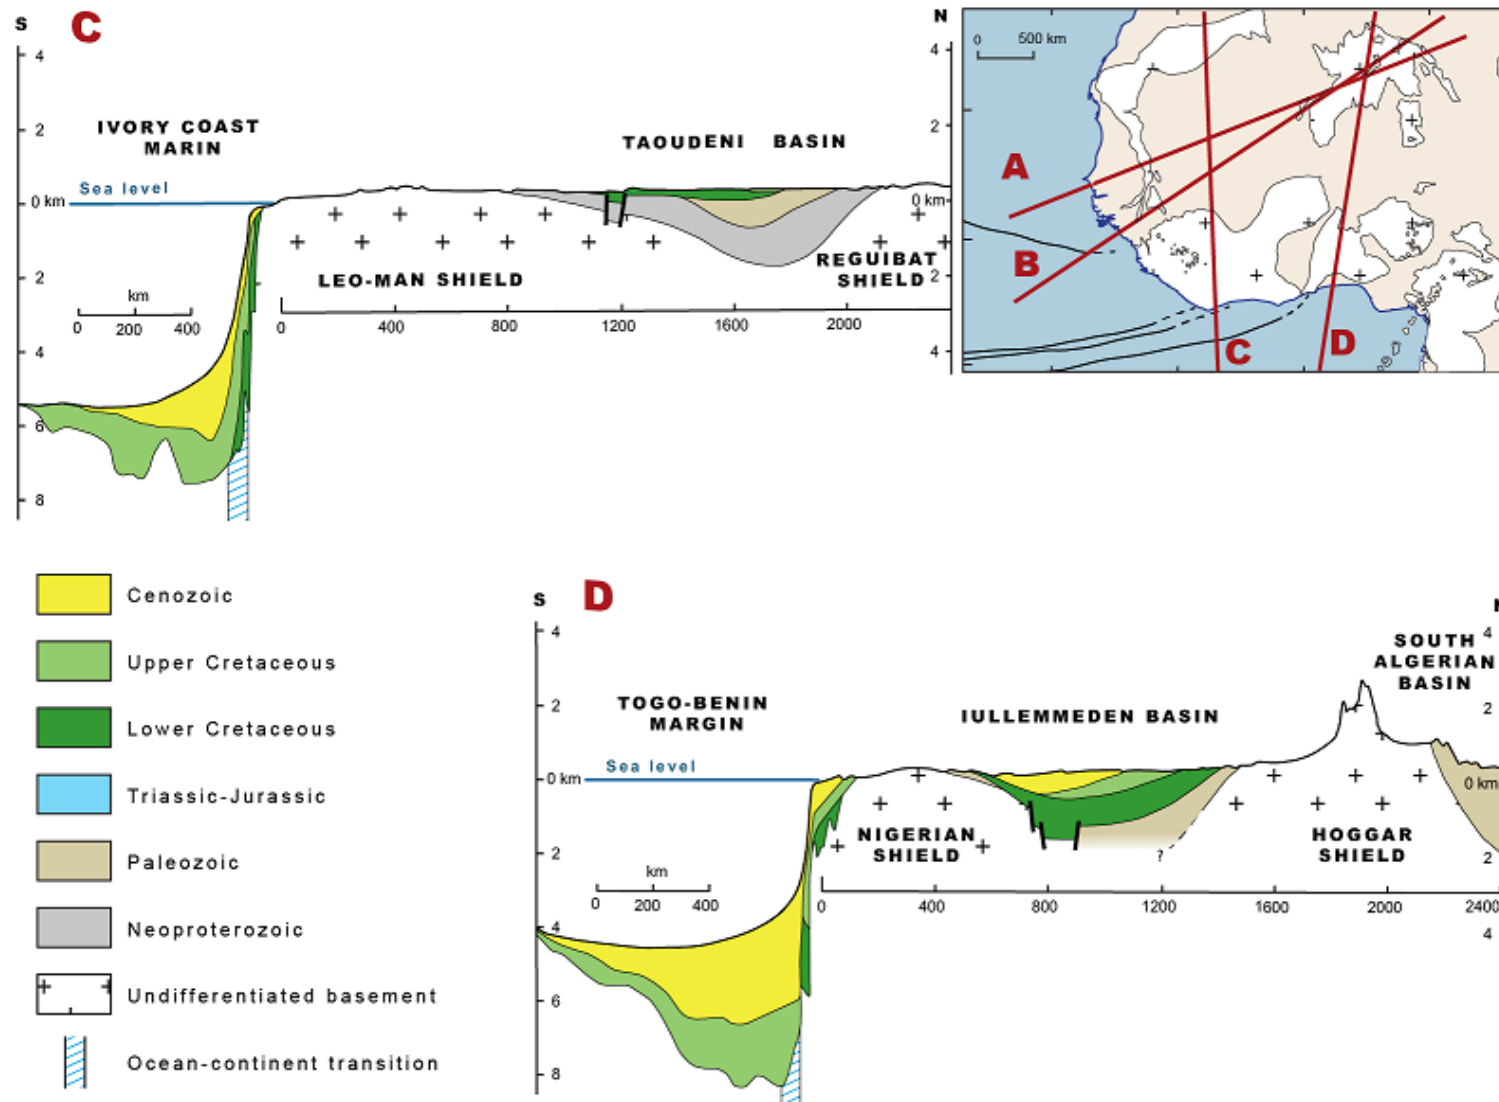 S
C
N
4
2
0 km
2
4
6
8
IVORY COAST
MARIN
Sea level
TAOUDENI BASIN
LEO-MAN SHIELD
REGUIBAT
SHIELD
km
0 200 400
0 400 800 1200 1600 2000
4
2
0 km
2
4
0 500 km
A
B
C
D
Cenozoic
Upper Cretaceous
Lower Cretaceous
Triassic-Jurassic
Paleozoic
Neoproterozoic
Undifferentiated basement
Ocean-continent transition
S
D
4
2
0 km
2
4
6
8
TOGO-BENIN
MARGIN
Sea level
IULLEMMEDEN BASIN
SOUTH
ALGERIAN
BASIN
NIGERIAN
SHIELD
HOGGAR
SHIELD
?
km
0 200 400
0 400 800 1200 1600 2000 2400
4
2
0 km
2
4